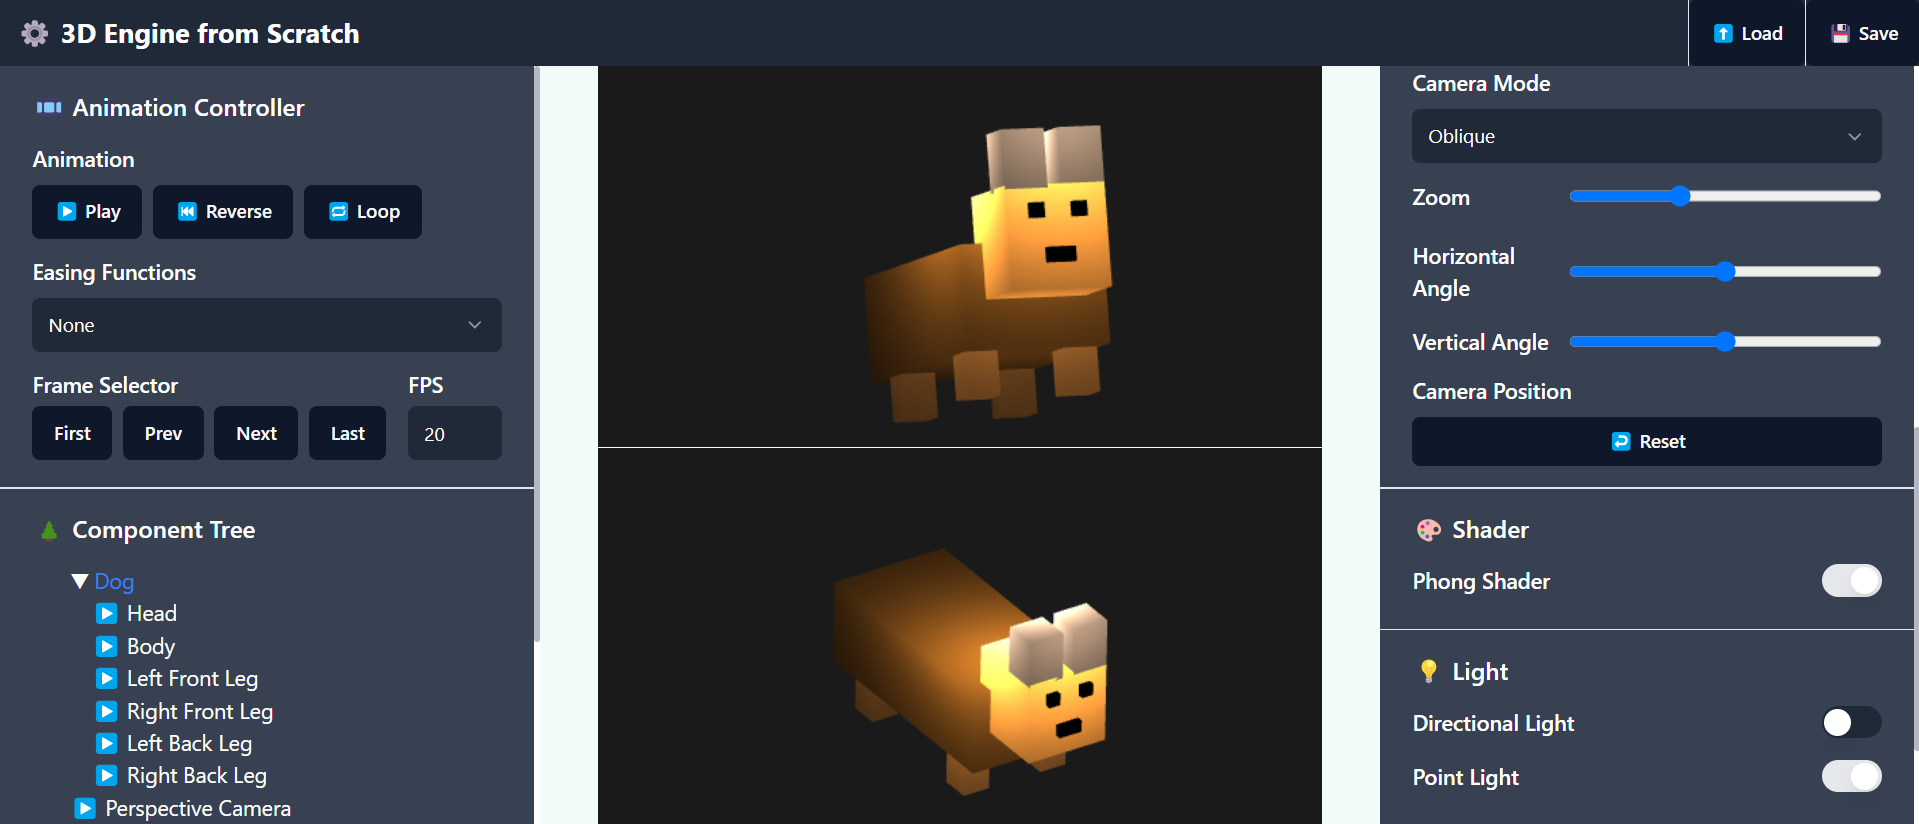 3D Engine from Scratch
Load
Save
Animation Controller
Animation
Play
Reverse
Loop
Easing Functions
None
Frame Selector
FPS
First
Prev
Next
Last
20
Component Tree
Dog
Head
Body
Left Front Leg
Right Front Leg
Left Back Leg
Right Back Leg
Perspective Camera
Camera Mode
Oblique
Zoom
Horizontal
Angle
Vertical Angle
Camera Position
Reset
Shader
Phong Shader
Light
Directional Light
Point Light